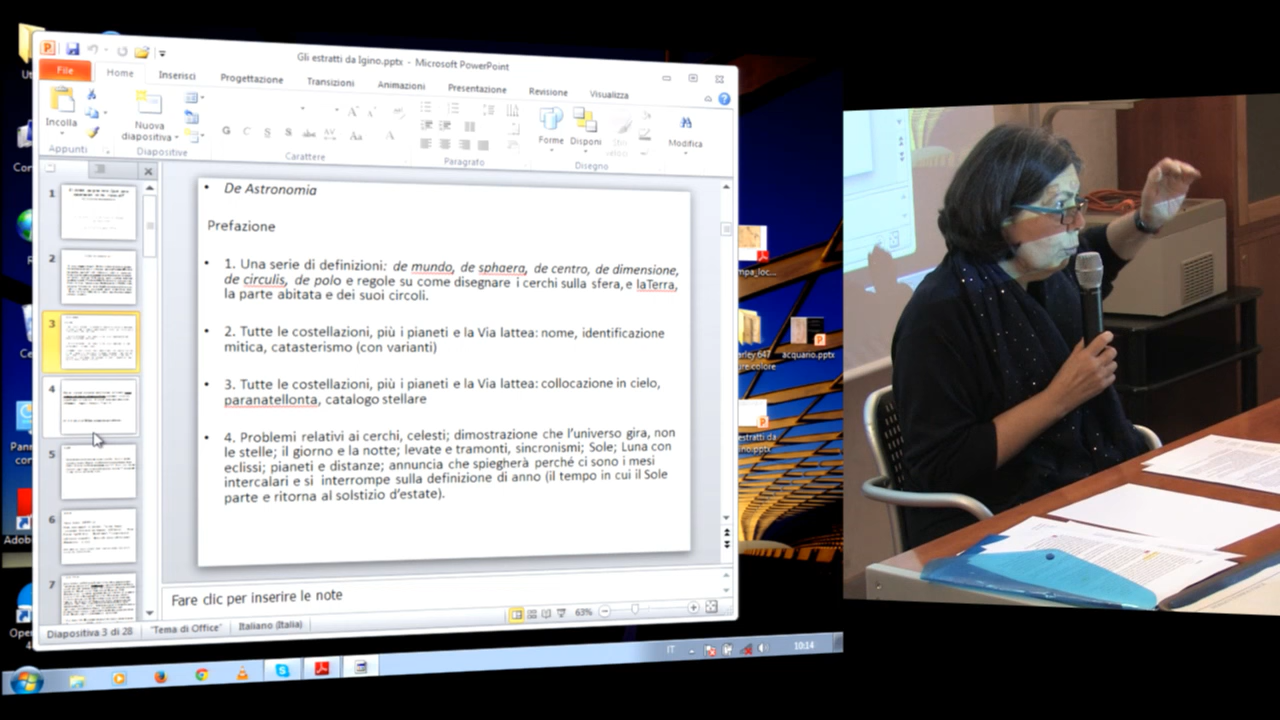 Gli estratti da Igino.pptx - Microsoft PowerPoint
File
Home
Inserisci
Progettazione
Transizioni
Animazioni
Presentazione
Revisione
Visualizza
Incolla
Nuova
diapositiva
Forme
Disponi
Modifica
Appunti
Diapositive
Carattere
Paragrafo
Disegno
1
2
3
4
5
6
7
• De Astronomia
Prefazione
• 1. Una serie di definizioni: de mundo, de sphaera, de centro, de dimensione,
de circulis, de polo e regole su come disegnare i cerchi sulla sfera, e laTerra,
la parte abitata e dei suoi circoli.
• 2. Tutte le costellazioni, più i pianeti e la Via lattea: nome, identificazione
mitica, catasterismo (con varianti)
• 3. Tutte le costellazioni, più i pianeti e la Via lattea: collocazione in cielo,
paranatellonta, catalogo stellare
• 4. Problemi relativi ai cerchi, celesti; dimostrazione che l'universo gira, non
le stelle; il giorno e la notte; levate e tramonti, sincronismi; Sole; Luna con
eclissi; pianeti e distanze; annuncia che spiegherà perché ci sono i mesi
intercalari e si interrompe sulla definizione di anno (il tempo in cui il Sole
parte e ritorna al solstizio d'estate).
Fare clic per inserire le note
Diapositiva 3 di 28
"Tema di Office"
Italiano (Italia)
63%
acquario.pptx
IT
10:14